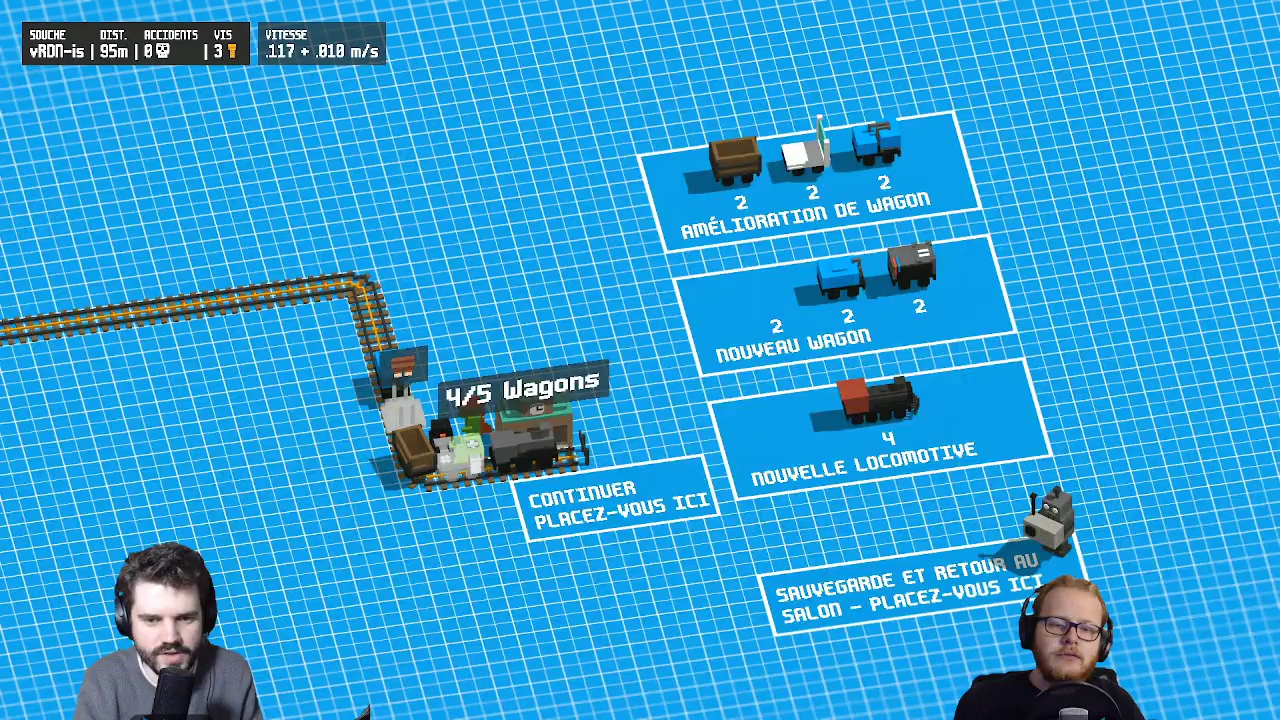 SOUCHE DIST. ACCIDENTS VIS
vRDN-is | 95m | 0 | 3
VITESSE
.117 + .010 m/s
2 2 2
AMÉLIORATION DE WAGON
2 2 2
NOUVEAU WAGON
4/5 Wagons
4
NOUVELLE LOCOMOTIVE
CONTINUER
PLACEZ-VOUS ICI
SAUVEGARDE ET RETOUR AU
SALON - PLACEZ-VOUS ICI